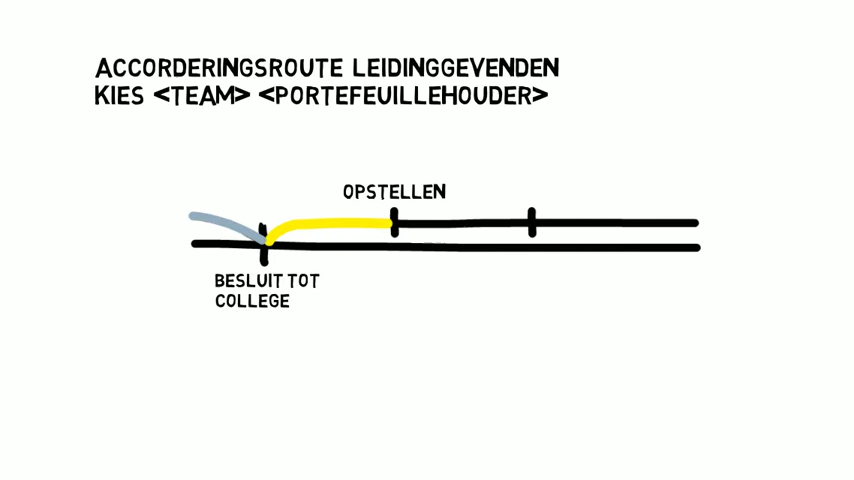 ACCORDERINGSROUTE LEIDINGGEVENDEN
KIES <TEAM> <PORTEFEUILLEHOUDER>
OPSTELLEN
BESLUIT TOT
COLLEGE